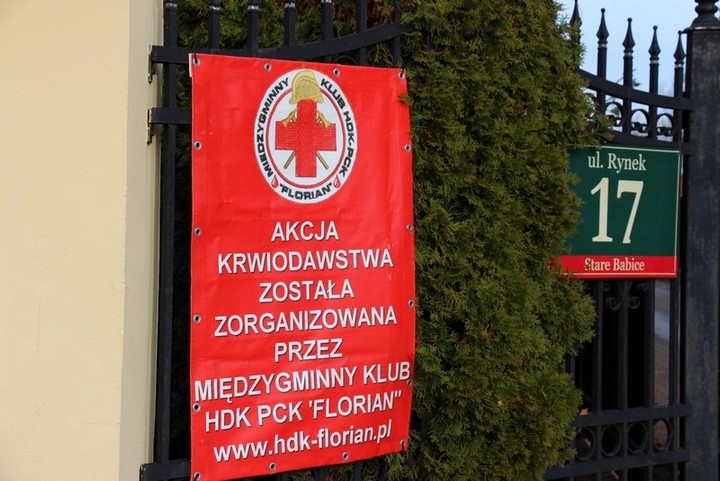 MIĘDZYGMINNY KLUB HDK-PCK
"FLORIAN"
AKCJA
KRWIODAWSTWA
ZOSTAŁA
ZORGANIZOWANA
PRZEZ
MIĘDZYGMINNY KLUB
HDK PCK 'FLORIAN"
www.hdk-florian.pl
ul. Rynek
17
Stare Babice